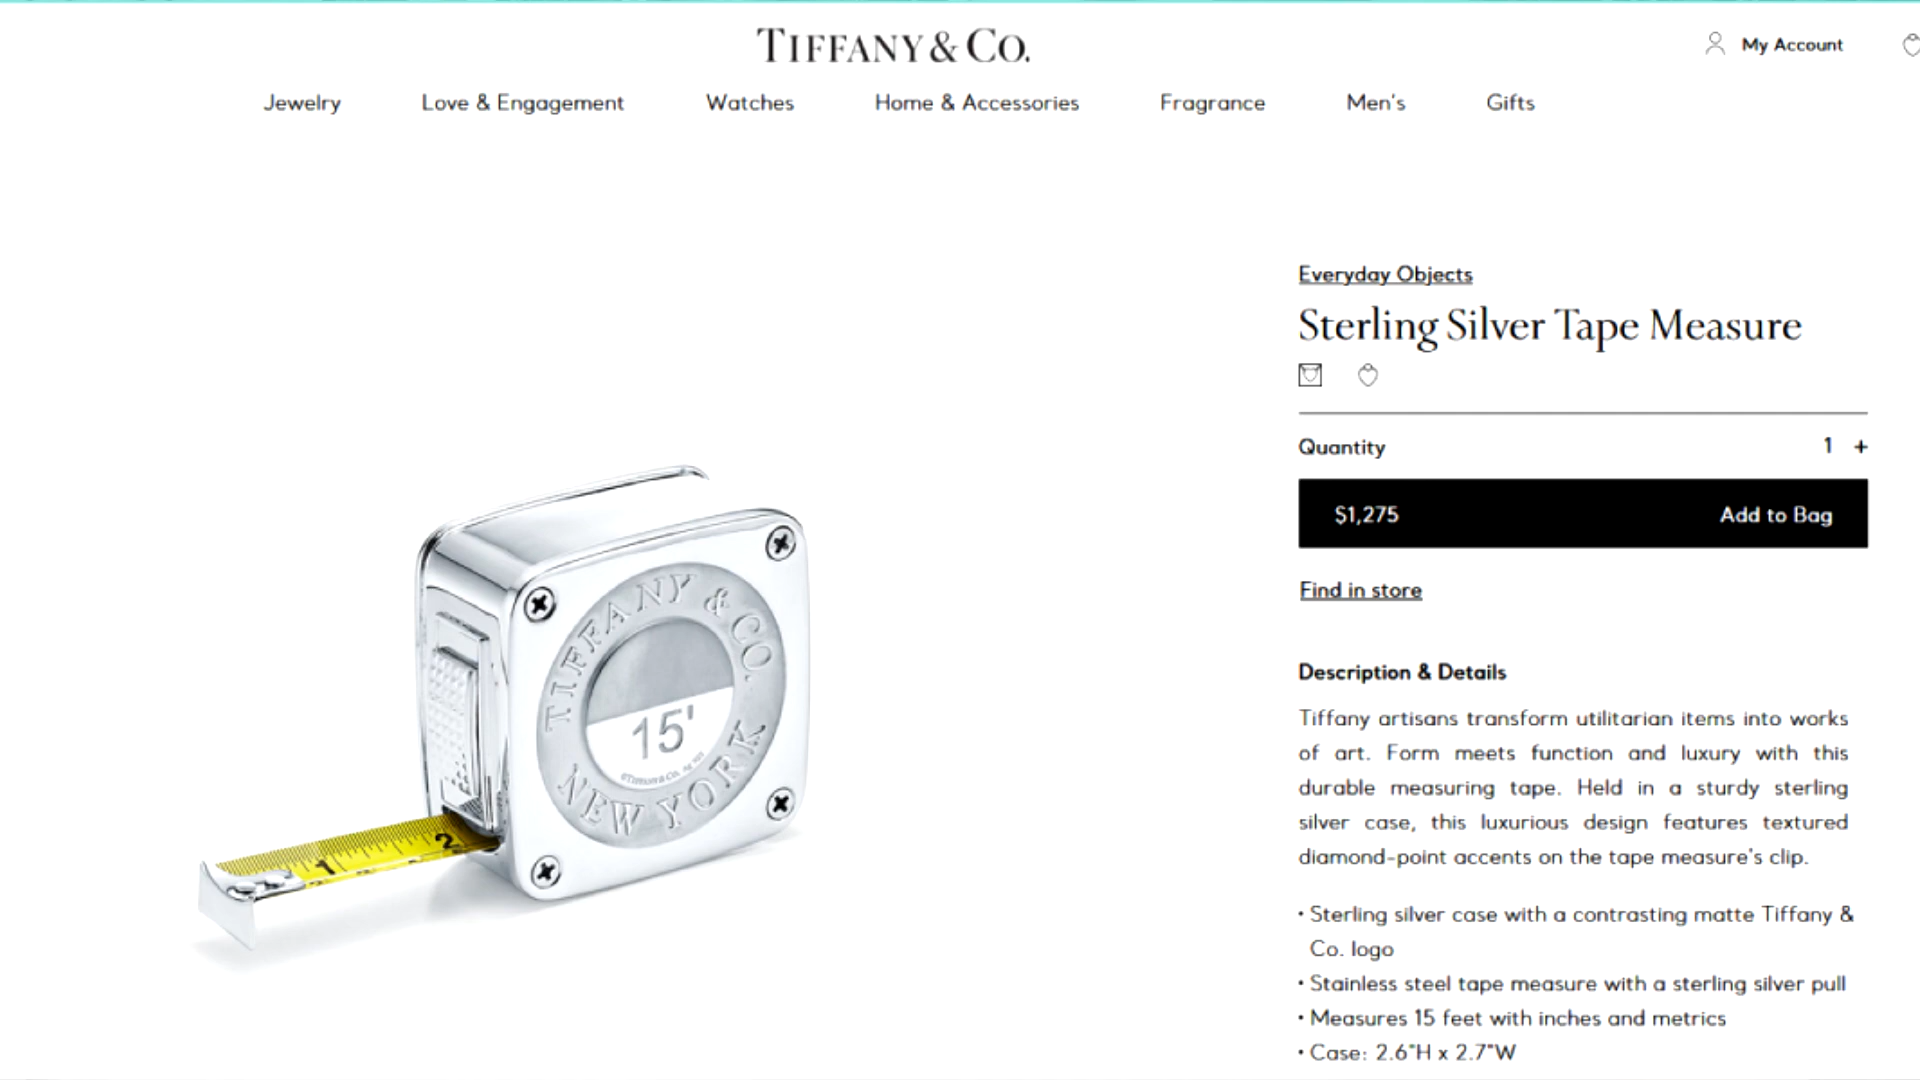 TIFFANY & CO.
My Account
Jewelry Love & Engagement Watches Home & Accessories Fragrance Men's Gifts
Everyday Objects
Sterling Silver Tape Measure
Quantity 1 +
$1,275 Add to Bag
Find in store
Description & Details
Tiffany artisans transform utilitarian items into works
of art. Form meets function and luxury with this
durable measuring tape. Held in a sturdy sterling
silver case, this luxurious design features textured
diamond-point accents on the tape measure's clip.
• Sterling silver case with a contrasting matte Tiffany &
Co. logo
• Stainless steel tape measure with a sterling silver pull
• Measures 15 feet with inches and metrics
• Case: 2.6"H x 2.7"W
TIFFANY & CO.
15'
©Tiffany & Co.
NEW YORK
1 2